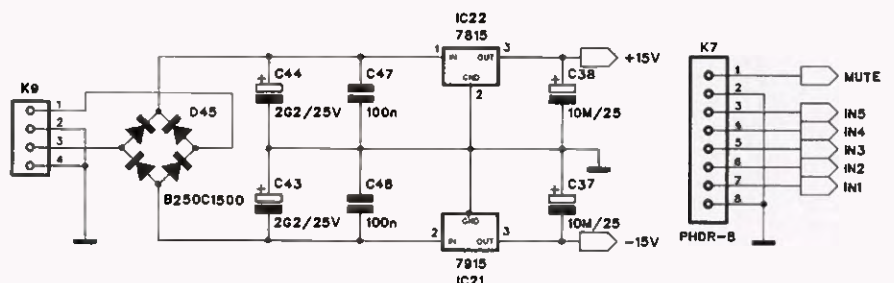 K9
1
2
3
4
D45
B250C1500
C44
+
2G2/25V
C47
100n
C43
+
2G2/25V
C48
100n
IC22
7815
1
IN
OUT
3
GND
2
C38
+
10M/25
+15V
GND
2
IN
OUT
3
7915
IC21
C37
+
10M/25
-15V
K7
1
2
3
4
5
6
7
8
PHDR-8
MUTE
IN5
IN4
IN3
IN2
IN1